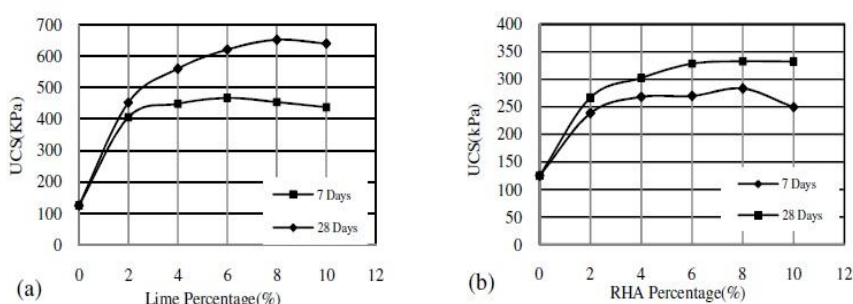 700
600
500
400
300
200
100
0
UCS(KPa)
7 Days
28 Days
0 2 4 6 8 10 12
(a)
Lime Percentage(%)
400
350
300
250
200
150
100
50
0
UCS(kPa)
7 Days
28 Days
0 2 4 6 8 10 12
(b)
RHA Percentage(%)